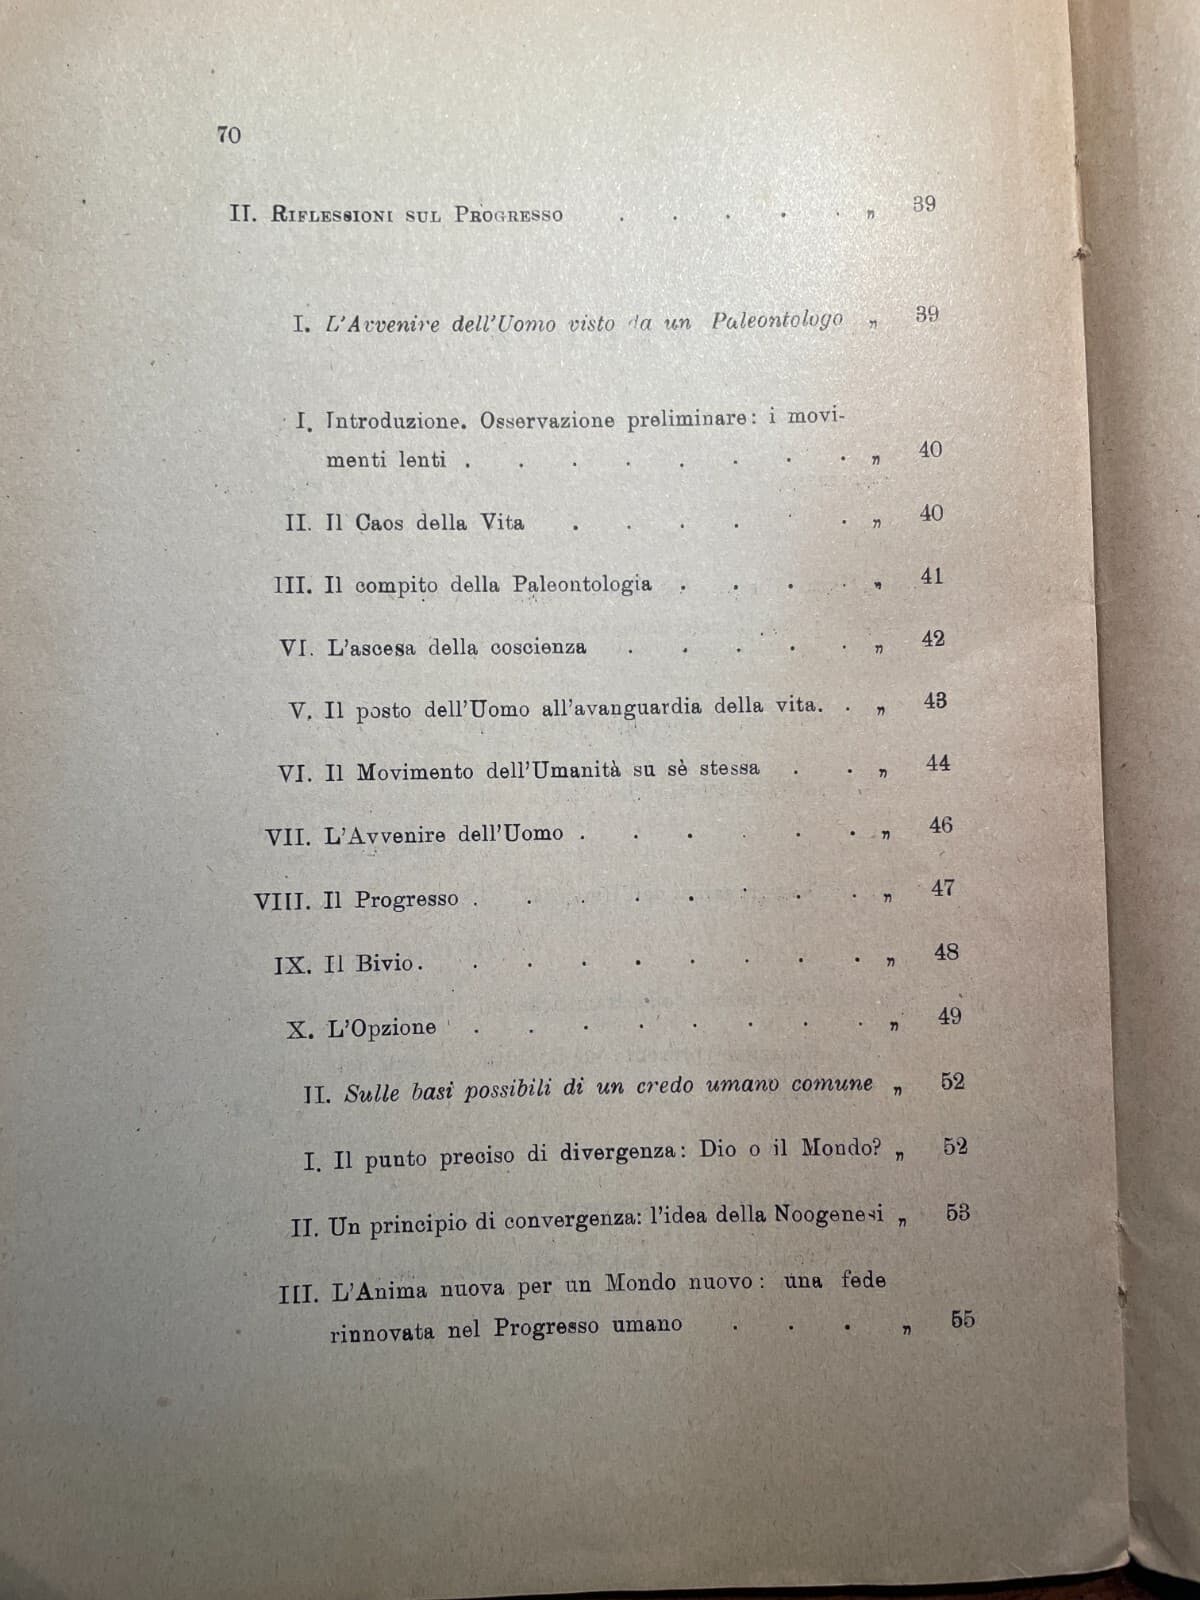 70
II. Riflessioni sul Progresso . . . . . „ 39
I. L'Avvenire dell'Uomo visto da un Paleontologo „ 39
I. Introduzione. Osservazione preliminare: i movi-
menti lenti . . . . . . . . „ 40
II. Il Caos della Vita . . . . . . „ 40
III. Il compito della Paleontologia . . . . „ 41
VI. L'ascesa della coscienza . . . . . „ 42
V. Il posto dell'Uomo all'avanguardia della vita. . „ 43
VI. Il Movimento dell'Umanità su sè stessa . . „ 44
VII. L'Avvenire dell'Uomo . . . . . . „ 46
VIII. Il Progresso . . . . . . . . „ 47
IX. Il Bivio. . . . . . . . . „ 48
X. L'Opzione . . . . . . . . „ 49
II. Sulle basi possibili di un credo umano comune „ 52
I. Il punto preciso di divergenza: Dio o il Mondo? „ 52
II. Un principio di convergenza: l'idea della Noogenesi „ 53
III. L'Anima nuova per un Mondo nuovo: una fede
rinnovata nel Progresso umano . . . „ 55